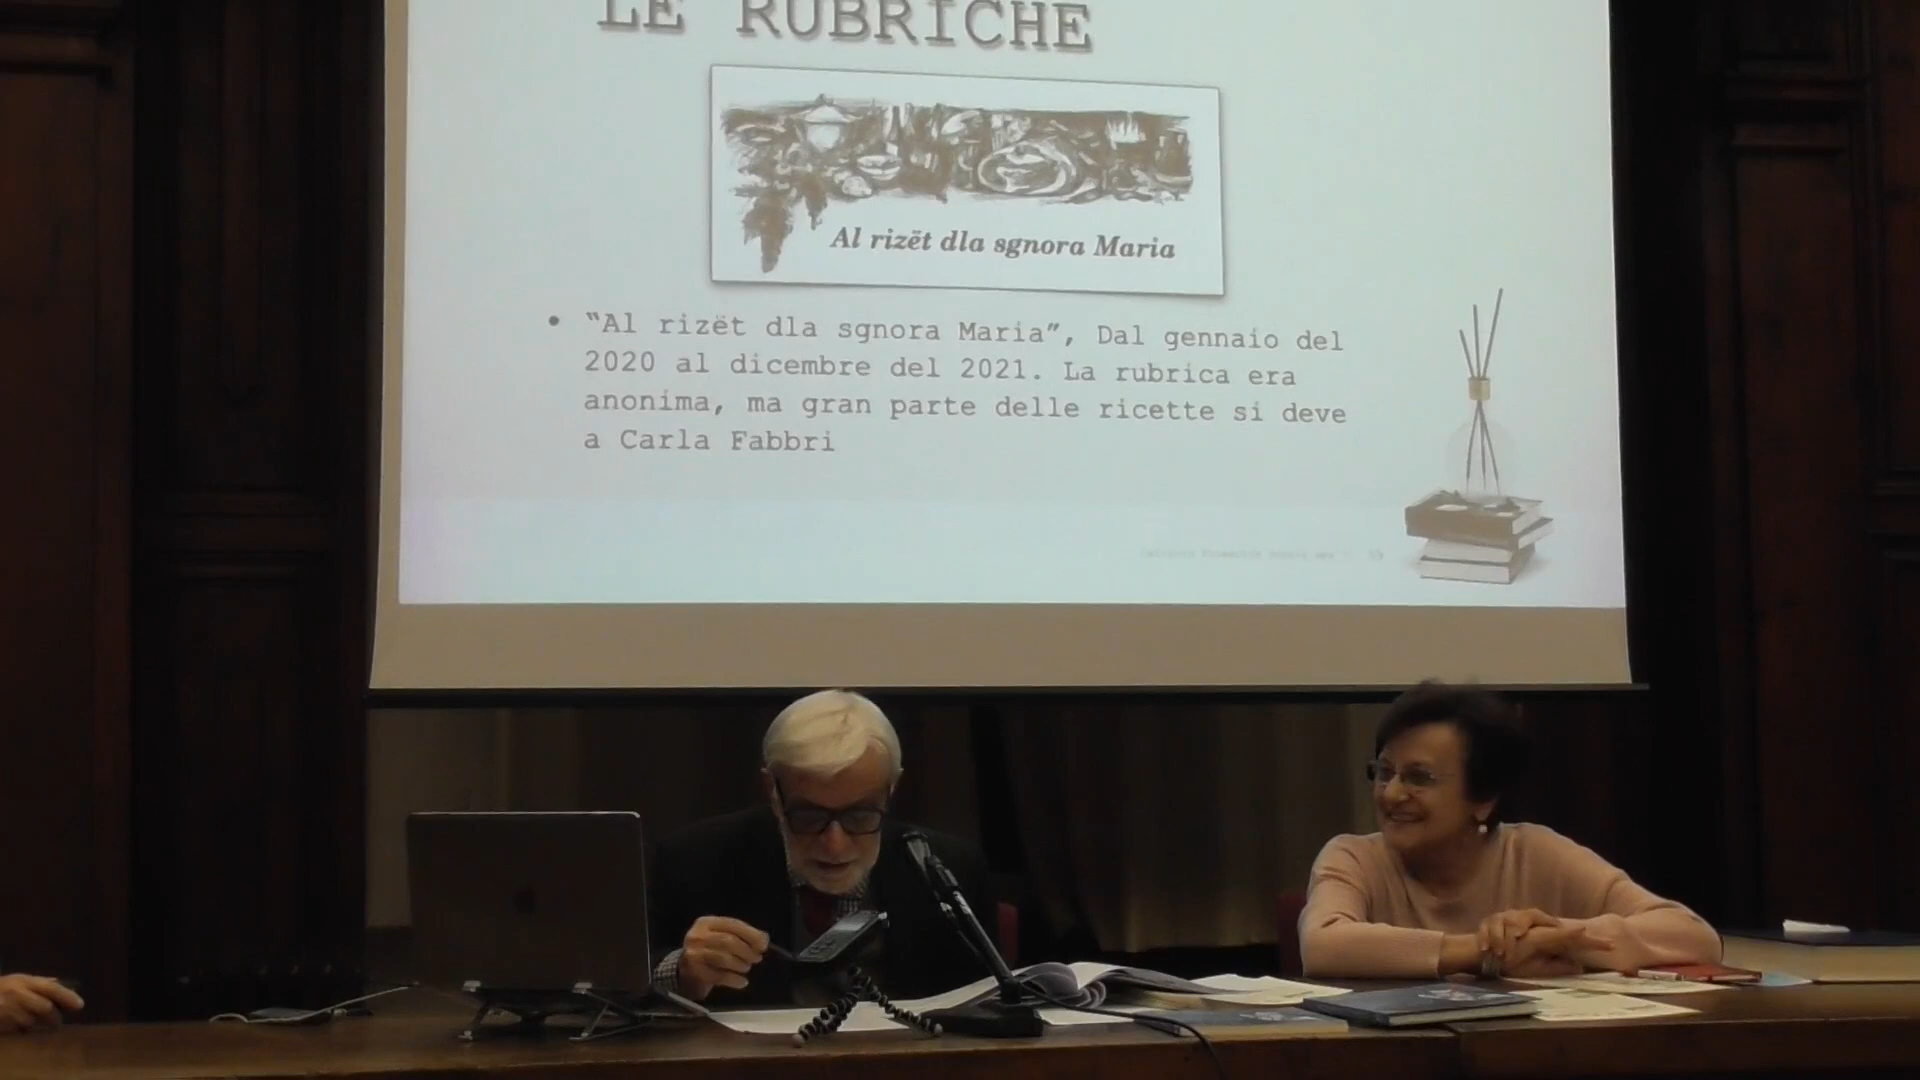 LE RUBRICHE
Al rizët dla sgnora Maria
• “Al rizët dla sgnora Maria”, Dal gennaio del
2020 al dicembre del 2021. La rubrica era
anonima, ma gran parte delle ricette si deve
a Carla Fabbri